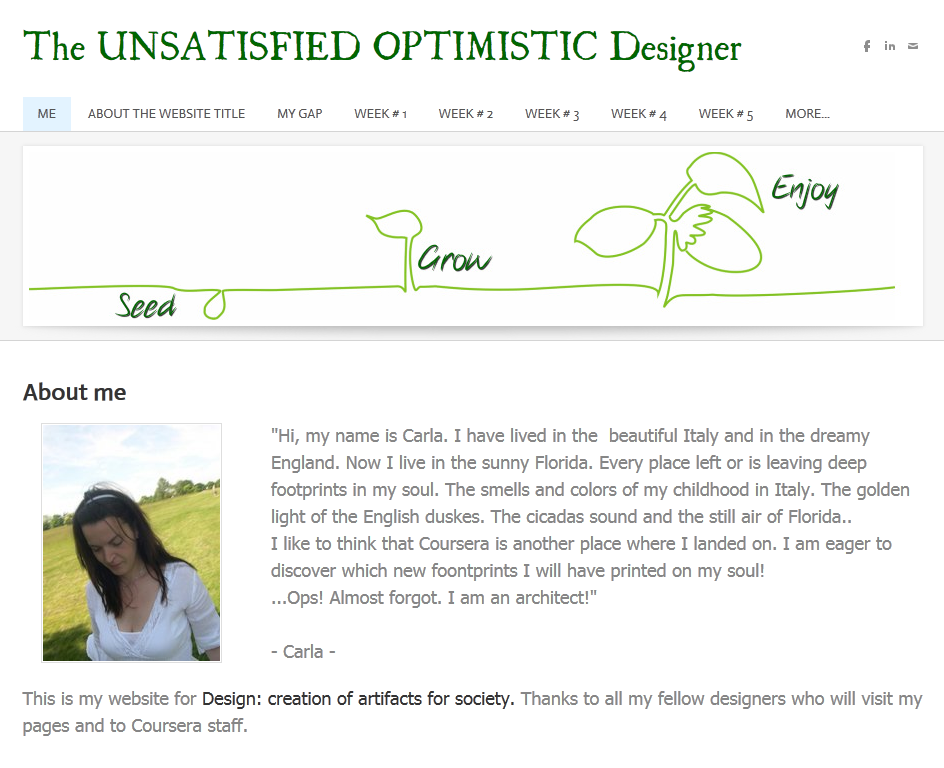 The UNSATISFIED OPTIMISTIC Designer
ME ABOUT THE WEBSITE TITLE MY GAP WEEK # 1 WEEK # 2 WEEK # 3 WEEK # 4 WEEK # 5 MORE...
Enjoy
Grow
Seed
About me
"Hi, my name is Carla. I have lived in the  beautiful Italy and in the dreamy
England. Now I live in the sunny Florida. Every place left or is leaving deep
footprints in my soul. The smells and colors of my childhood in Italy. The golden
light of the English duskes. The cicadas sound and the still air of Florida..
I like to think that Coursera is another place where I landed on. I am eager to
discover which new foontprints I will have printed on my soul!
...Ops! Almost forgot. I am an architect!"
- Carla -
This is my website for Design: creation of artifacts for society. Thanks to all my fellow designers who will visit my
pages and to Coursera staff.